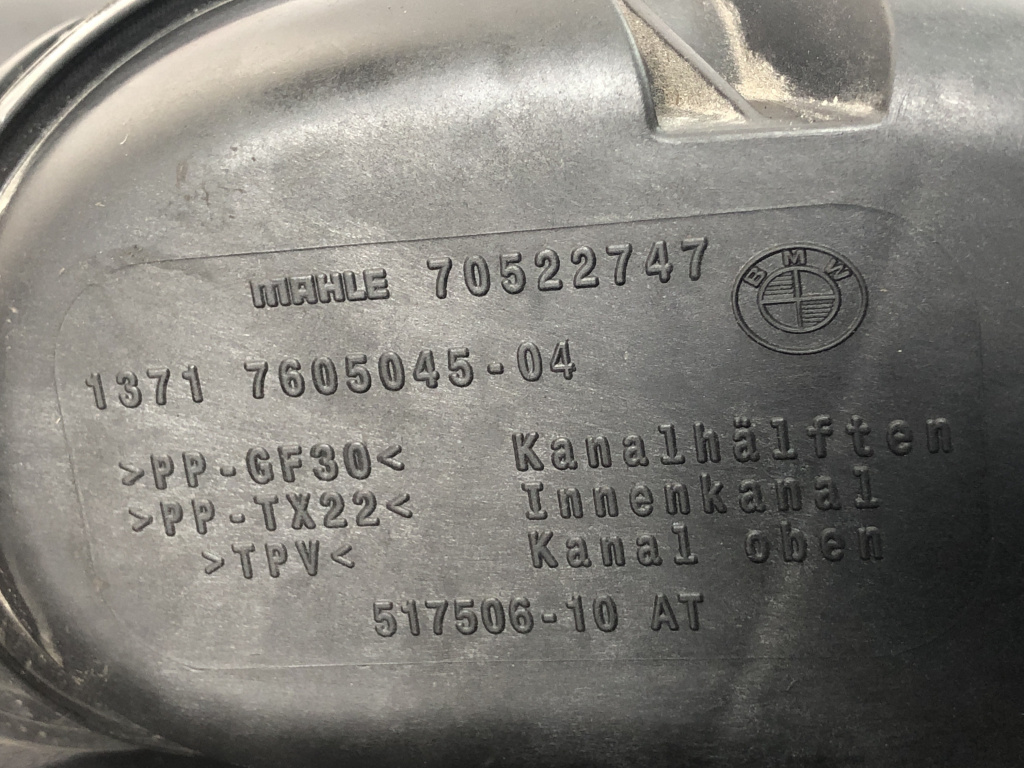 MAHLE 70522747 BMW
1371 7605045-04
>PP-GF30< Kanalhälften
>PP-TX22< Innenkanal
>TPV< Kanal oben
517506-10 AT